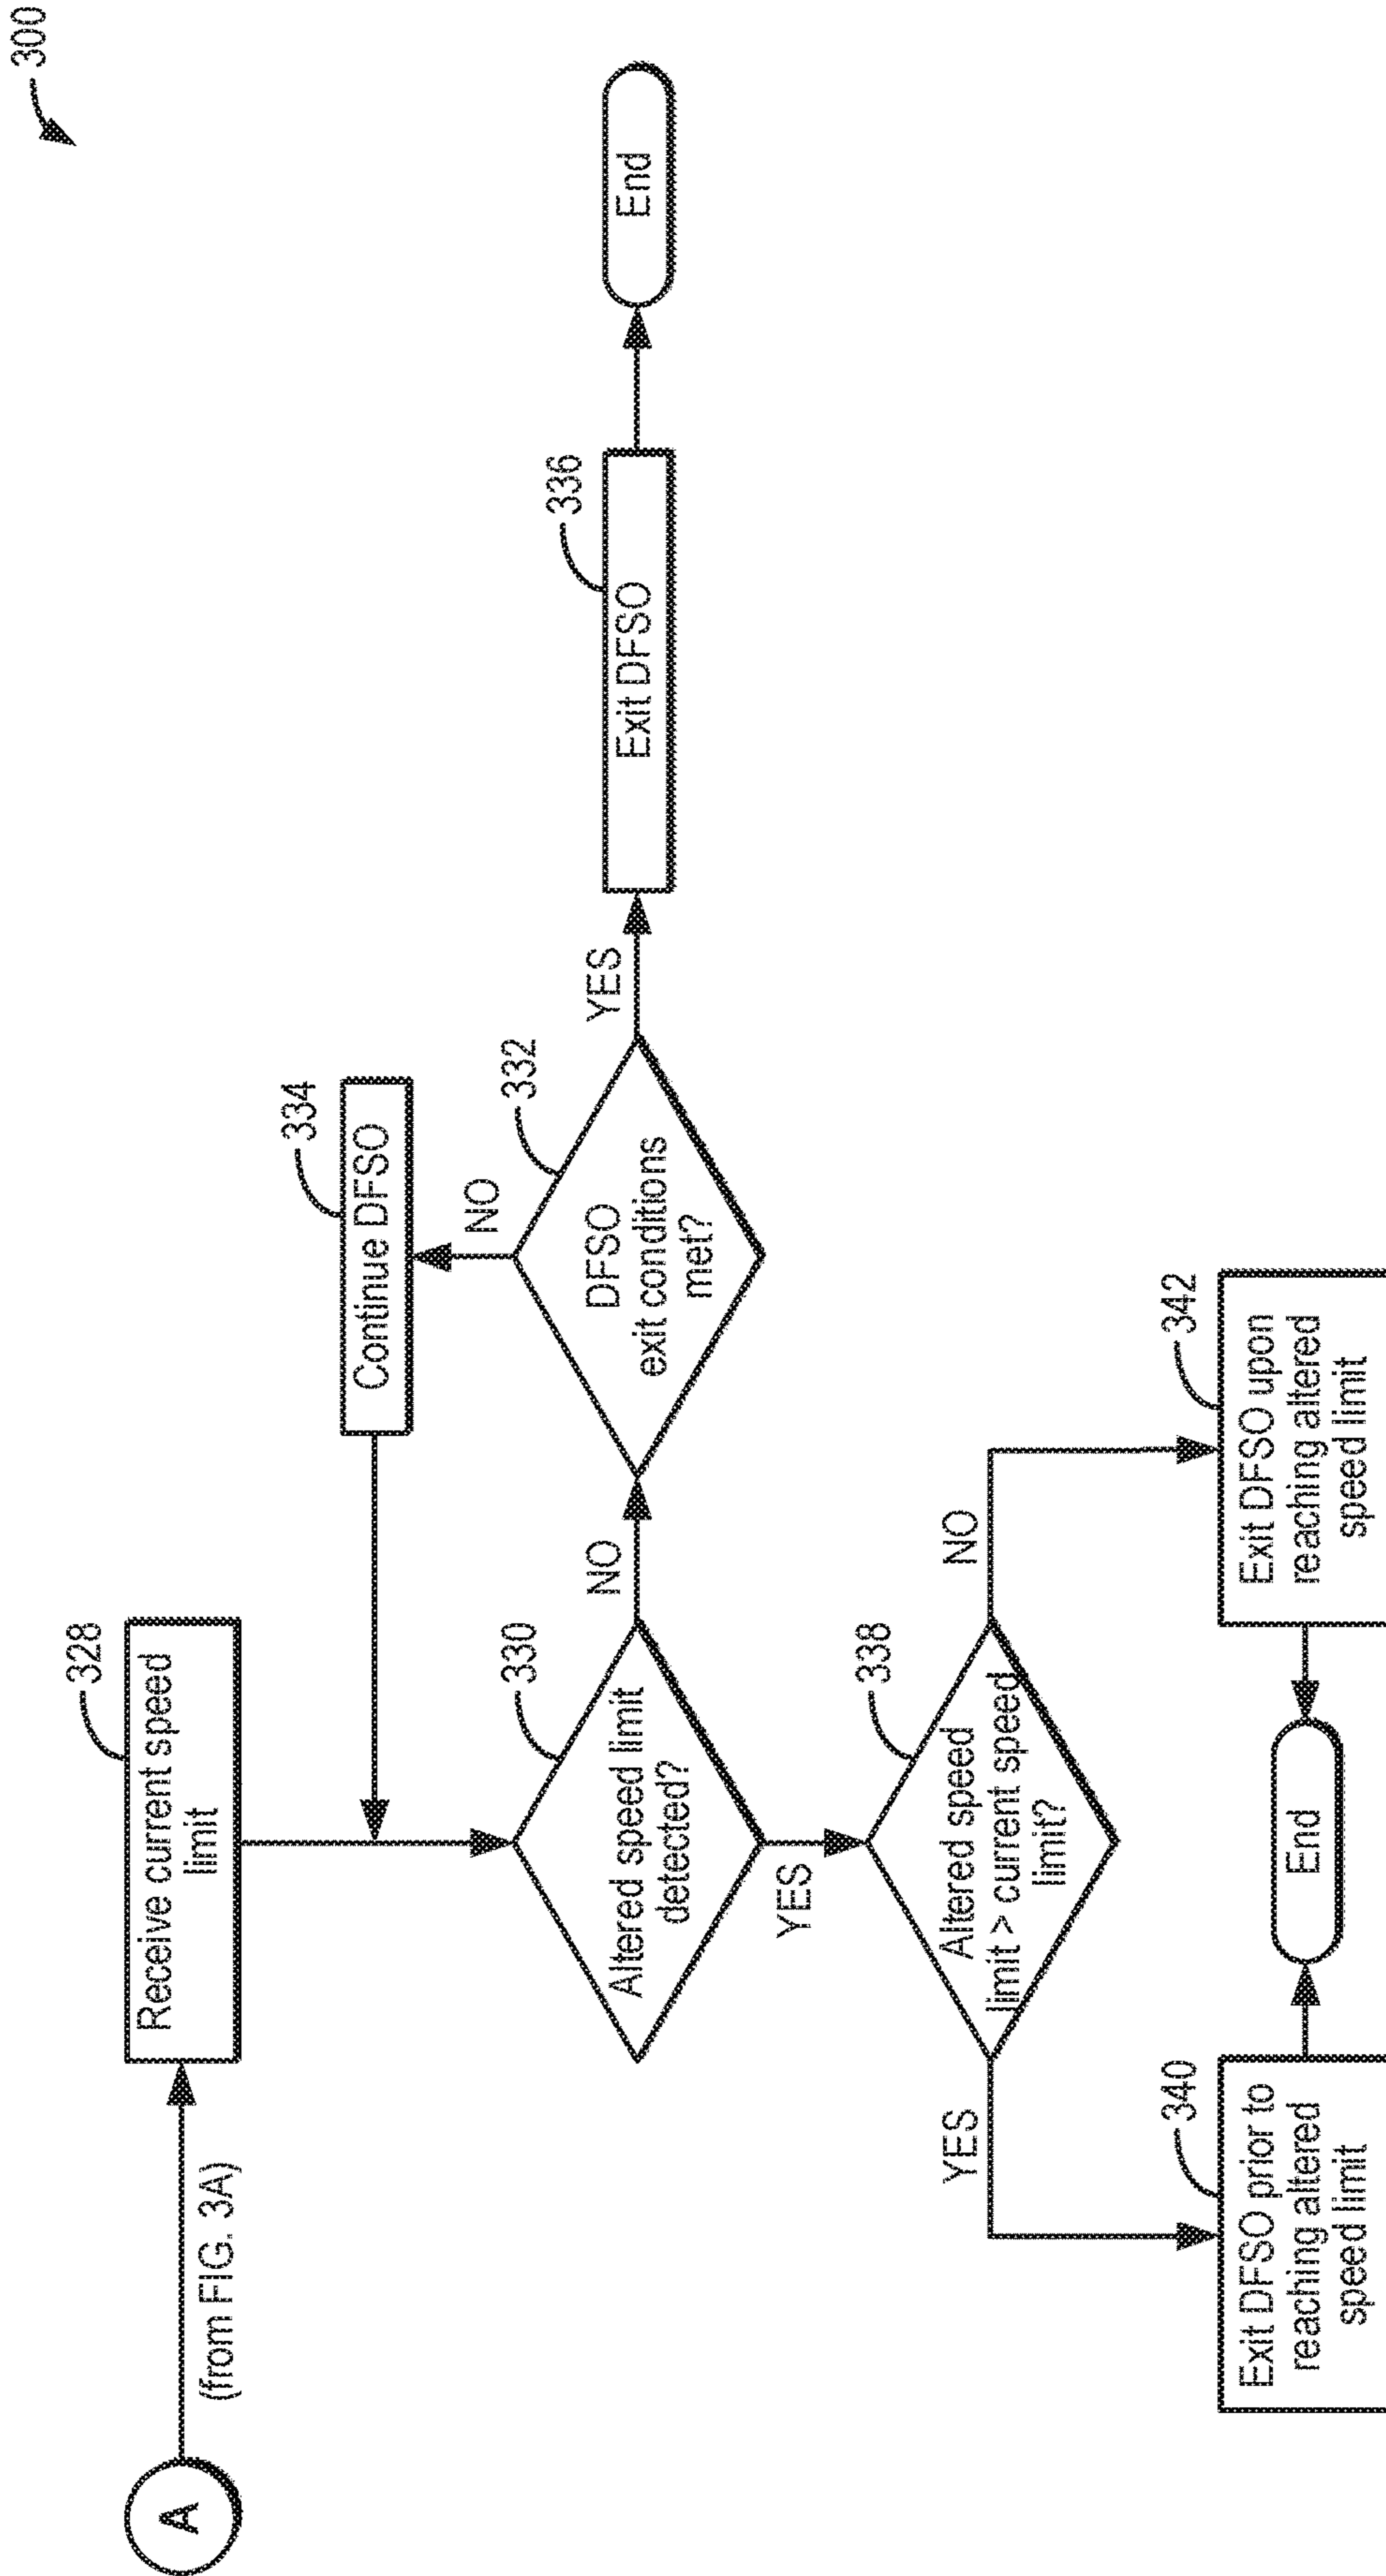 300
A
(from FIG. 3A)
328
Receive current speed
limit
334
Continue DFSO
330
Altered speed limit
detected?
NO
YES
332
DFSO
exit conditions
met?
NO
YES
336
Exit DFSO
End
338
Altered speed
limit > current speed
limit?
YES
NO
340
Exit DFSO prior to
reaching altered
speed limit
End
342
Exit DFSO upon
reaching altered
speed limit